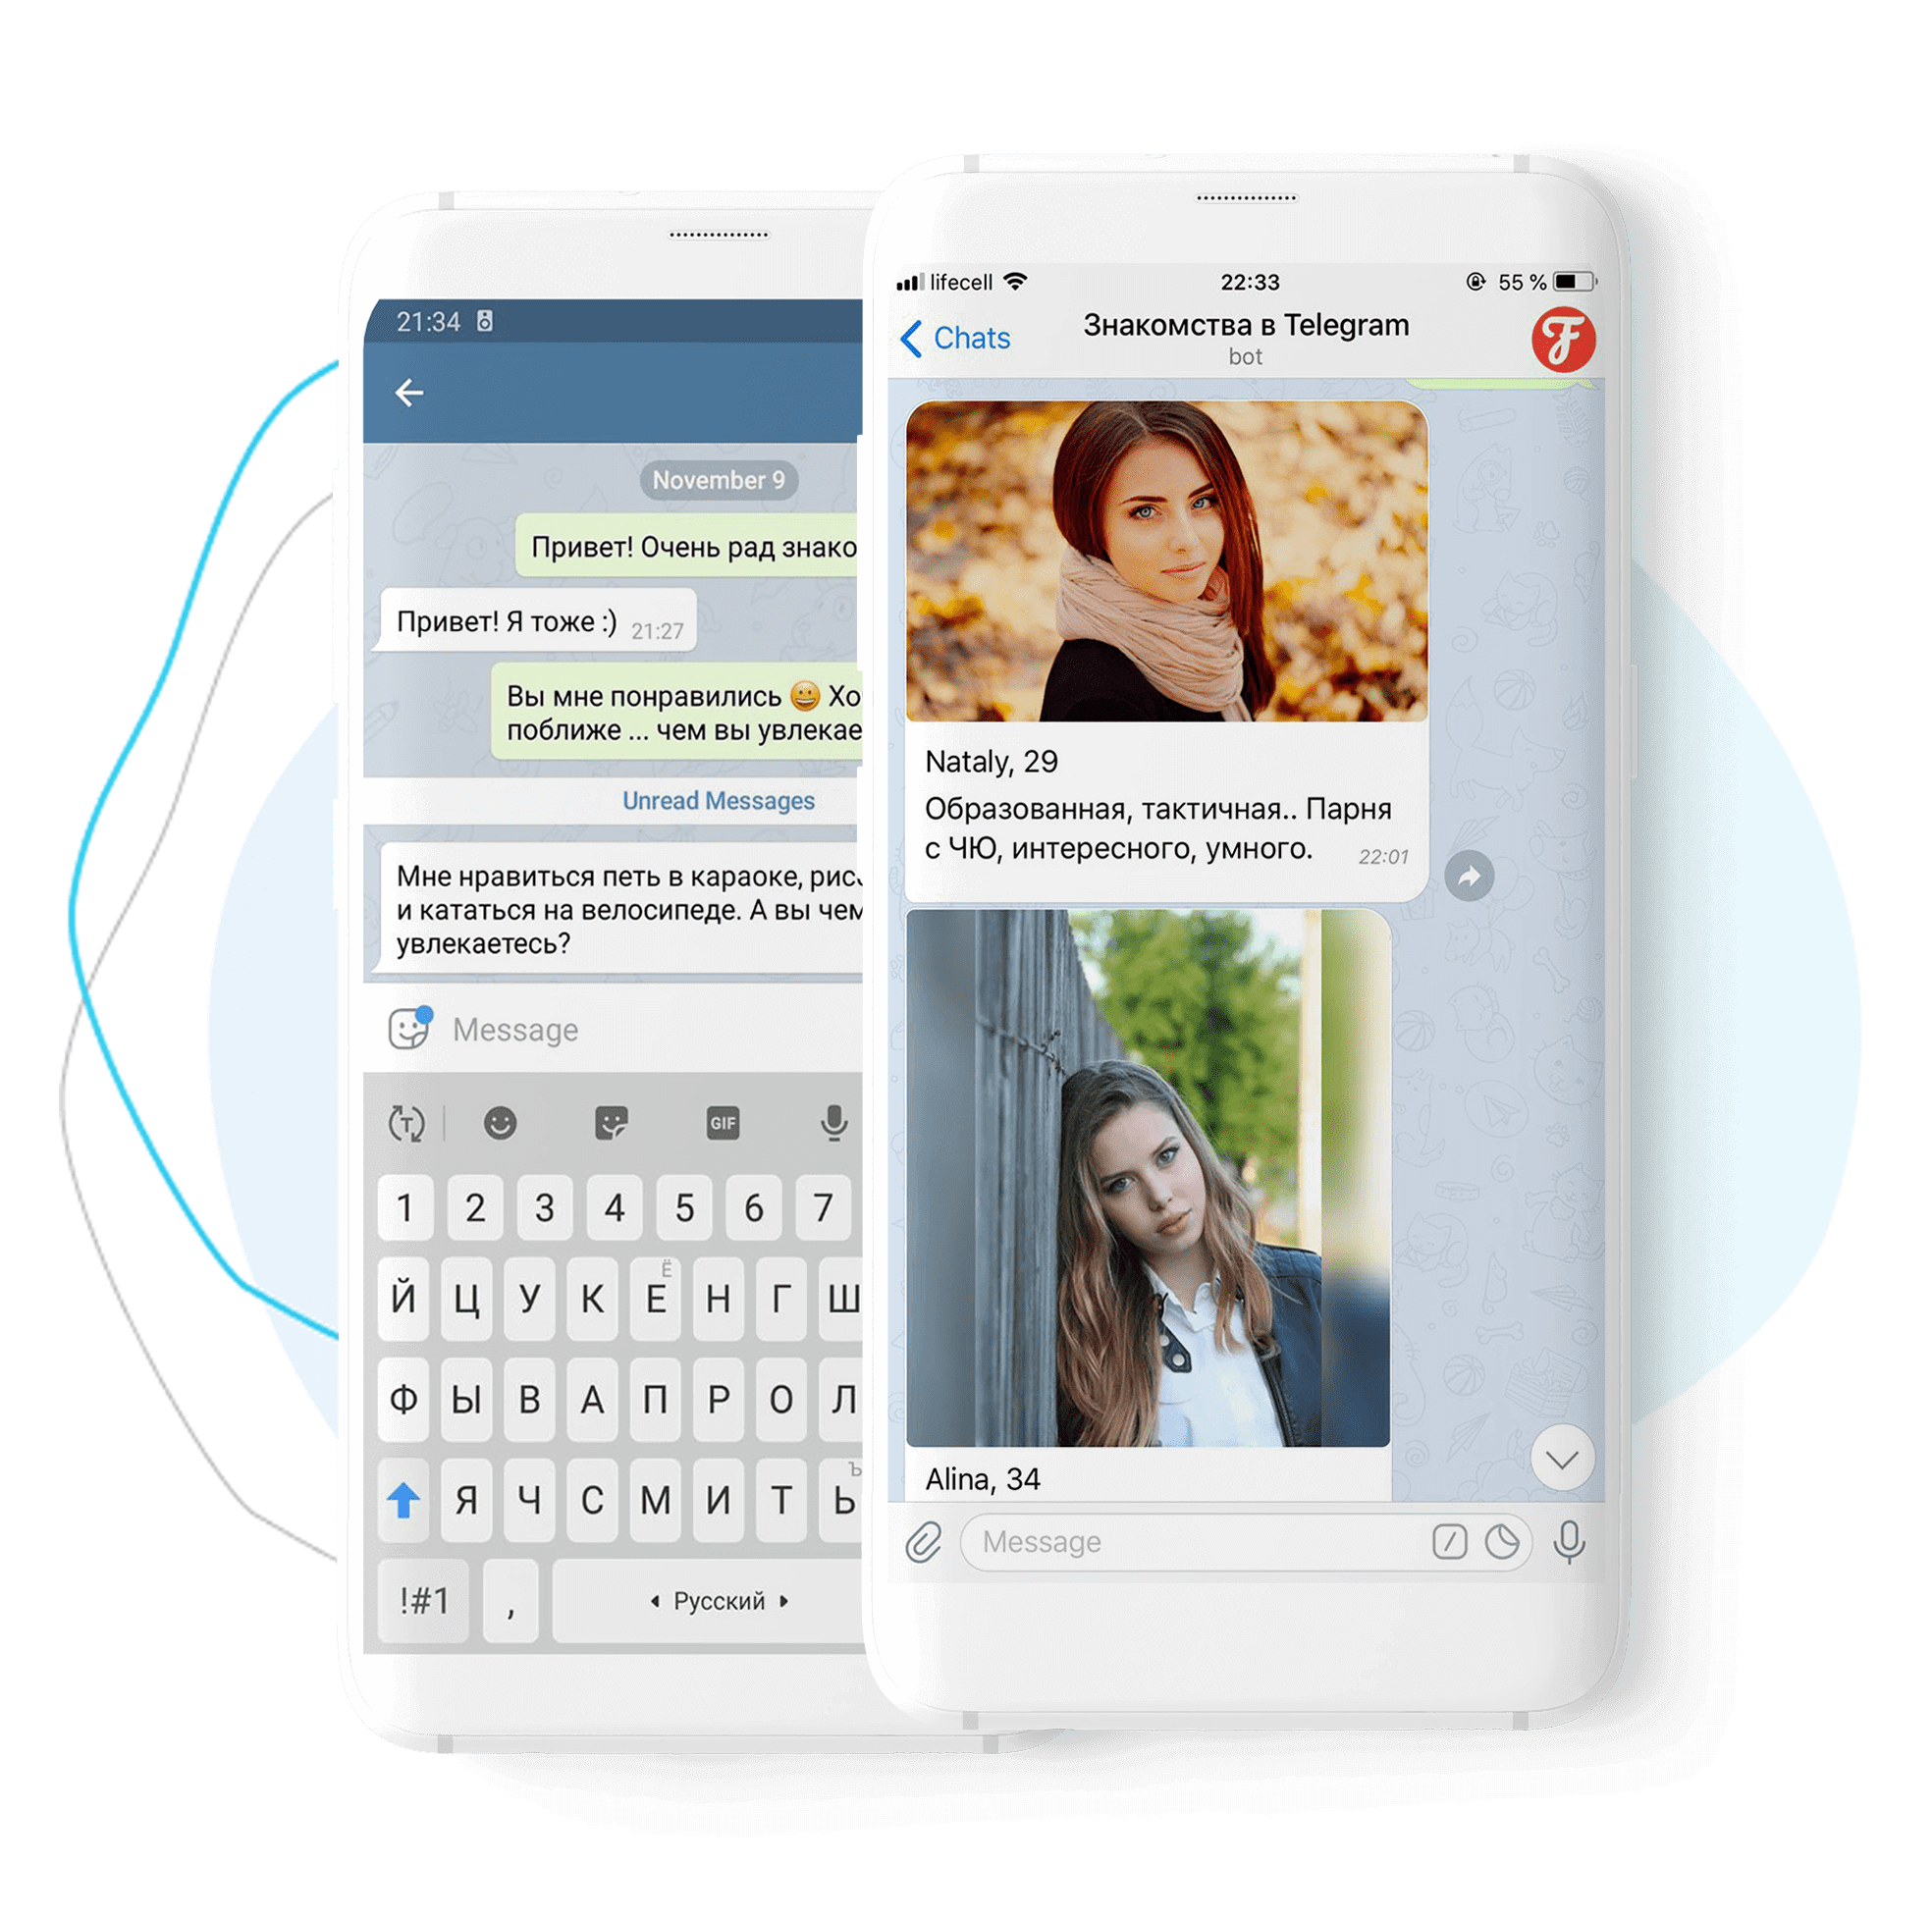 21:34
November 9
Привет! Очень рад знако
Привет! Я тоже :) 21:27
Вы мне понравились 😀 Хо
поближе ... чем вы увлекае
Unread Messages
Мне нравиться петь в караоке, рис
и кататься на велосипеде. А вы чем
увлекаетесь?
Message
GIF
1 2 3 4 5 6 7
Ё
Й Ц У К Е Н Г Ш
Ф Ы В А П Р О Л
Ъ
Я Ч С М И Т Ь
!#1 , Русский
lifecell 22:33 55 %
Chats Знакомства в Telegram
bot
F
Nataly, 29
Образованная, тактичная.. Парня
с ЧЮ, интересного, умного. 22:01
Alina, 34
Message